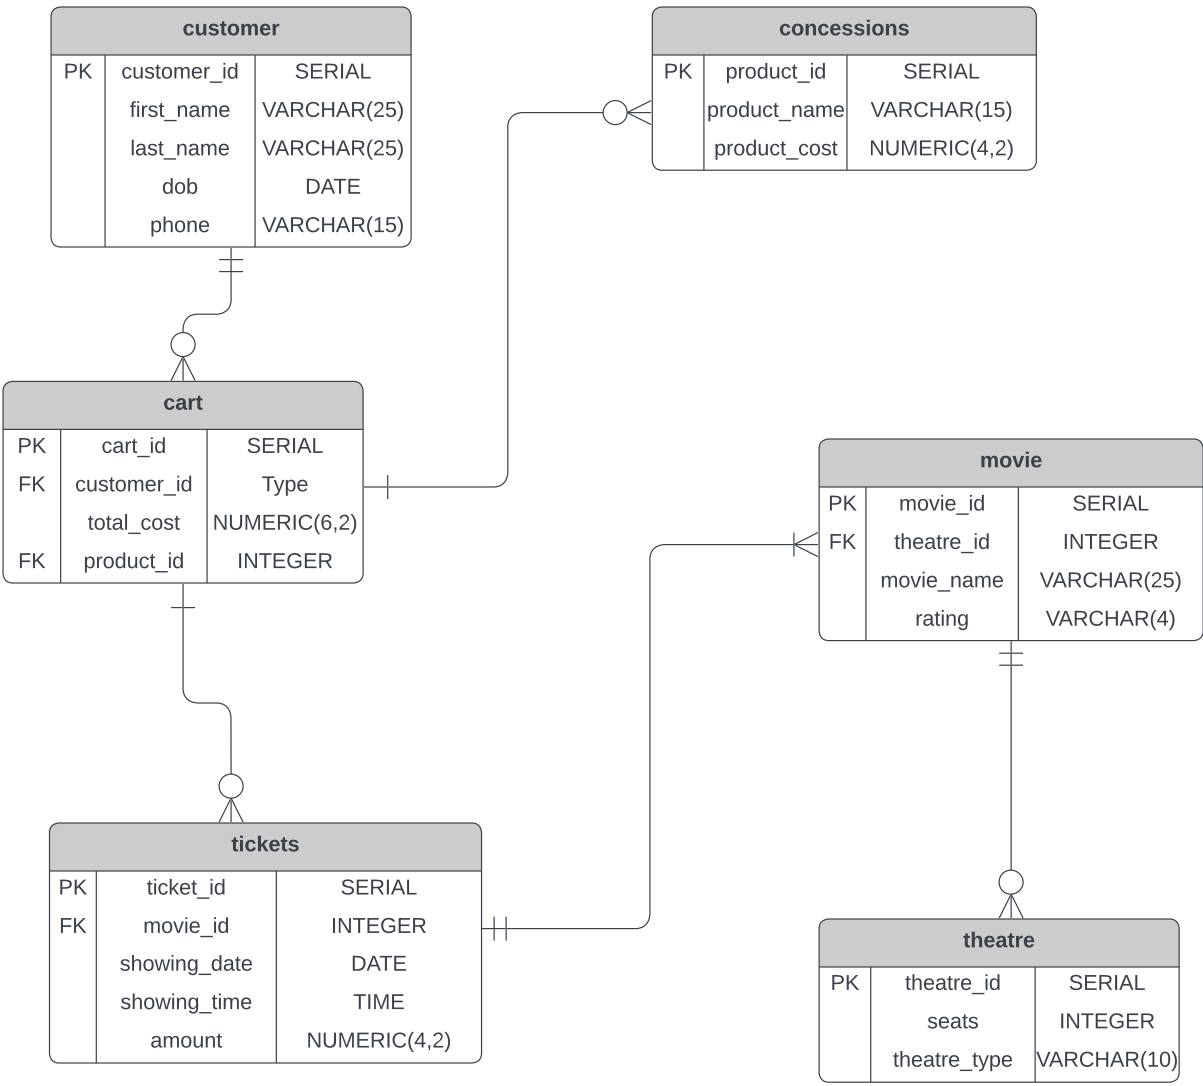 customer
PK customer_id SERIAL
first_name VARCHAR(25)
last_name VARCHAR(25)
dob DATE
phone VARCHAR(15)
concessions
PK product_id SERIAL
product_name VARCHAR(15)
product_cost NUMERIC(4,2)
cart
PK cart_id SERIAL
FK customer_id Type
total_cost NUMERIC(6,2)
FK product_id INTEGER
movie
PK movie_id SERIAL
FK theatre_id INTEGER
movie_name VARCHAR(25)
rating VARCHAR(4)
tickets
PK ticket_id SERIAL
FK movie_id INTEGER
showing_date DATE
showing_time TIME
amount NUMERIC(4,2)
theatre
PK theatre_id SERIAL
seats INTEGER
theatre_type VARCHAR(10)